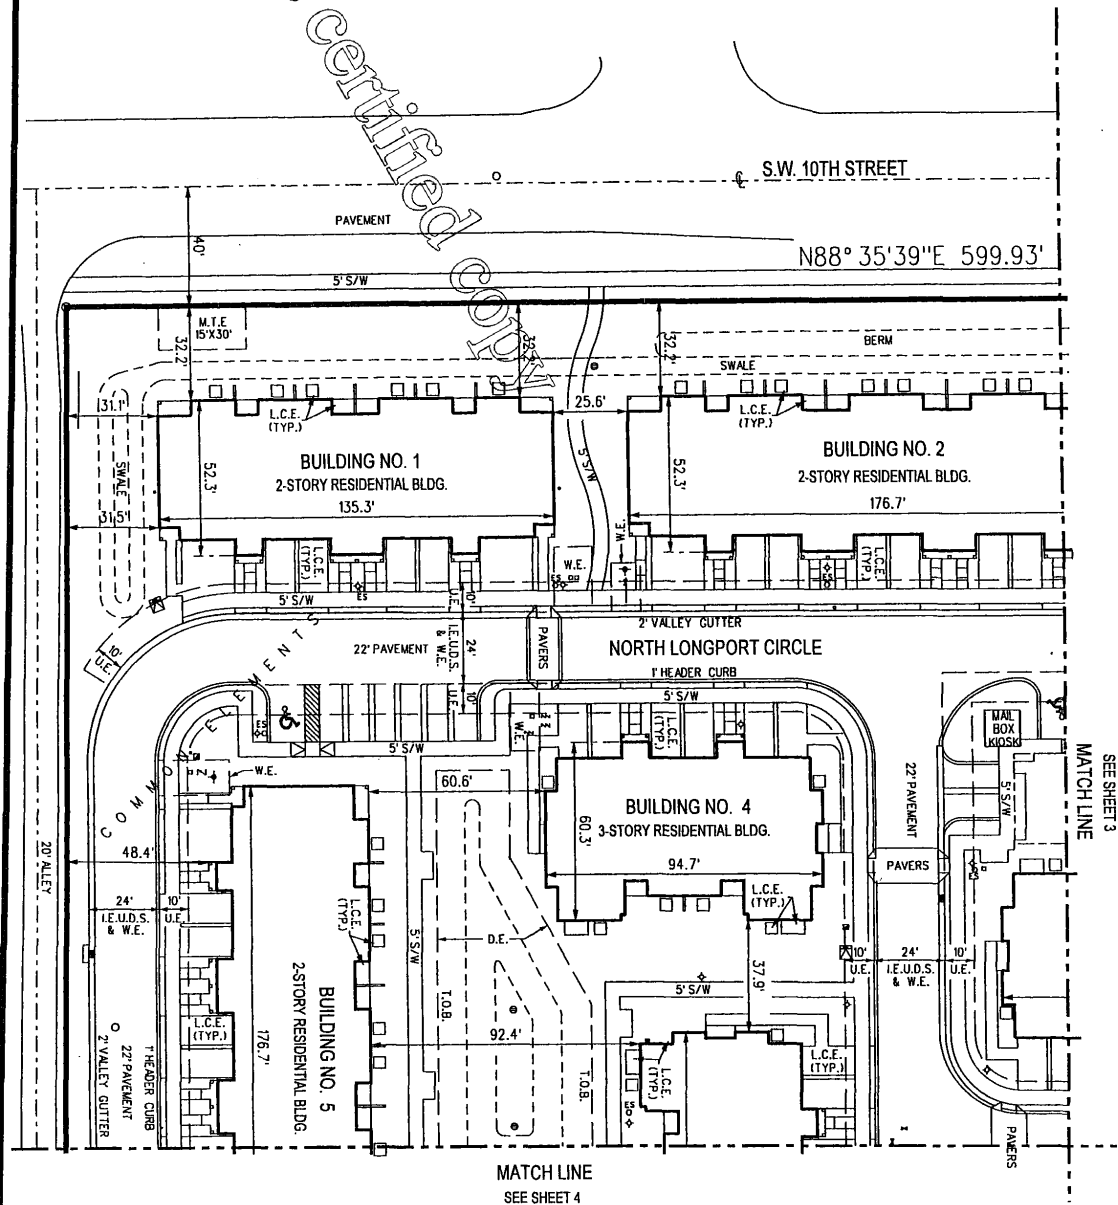 certified copy
S.W. 10TH STREET
PAVEMENT
40'
N88° 35'39"E 599.93'
5' S/W
M.T.E
15'X30'
32.2'
32.2'
32.2'
BERM
SWALE
31.1'
L.C.E.
(TYP.)
25.6'
L.C.E.
(TYP.)
SWALE
52.3'
BUILDING NO. 1
2-STORY RESIDENTIAL BLDG.
135.3'
5' S/W
52.3'
BUILDING NO. 2
2-STORY RESIDENTIAL BLDG.
176.7'
31.5'
L.C.E.
(TYP.)
W.E.
W.E.
L.C.E.
(TYP.)
ES
ES
ES
5' S/W
10'
U.E.
2' VALLEY GUTTER
10'
U.E.
22' PAVEMENT
24'
I.E.U.D.S.
& W.E.
PAVERS
NORTH LONGPORT CIRCLE
1' HEADER CURB
10'
U.E.
5' S/W
COMMON ELEMENTS
ES
5' S/W
W.E.
L.C.E.
(TYP.)
MAIL
BOX
KIOSK
W.E.
60.6'
22' PAVEMENT
5' S/W
SEE SHEET 3
MATCH LINE
BUILDING NO. 4
3-STORY RESIDENTIAL BLDG.
60.3'
94.7'
PAVERS
ES
20' ALLEY
48.4'
24'
I.E.U.D.S.
& W.E.
10'
U.E.
L.C.E.
(TYP.)
L.C.E.
(TYP.)
5' S/W
D.E.
37.9'
10'
U.E.
24'
I.E.U.D.S.
& W.E.
10'
U.E.
5' S/W
T.O.B.
BUILDING NO. 5
2-STORY RESIDENTIAL BLDG.
176.7'
L.C.E.
(TYP.)
92.4'
T.O.B.
L.C.E.
(TYP.)
L.C.E.
(TYP.)
ES
1' HEADER CURB
22' PAVEMENT
2' VALLEY GUTTER
PAVERS
MATCH LINE
SEE SHEET 4